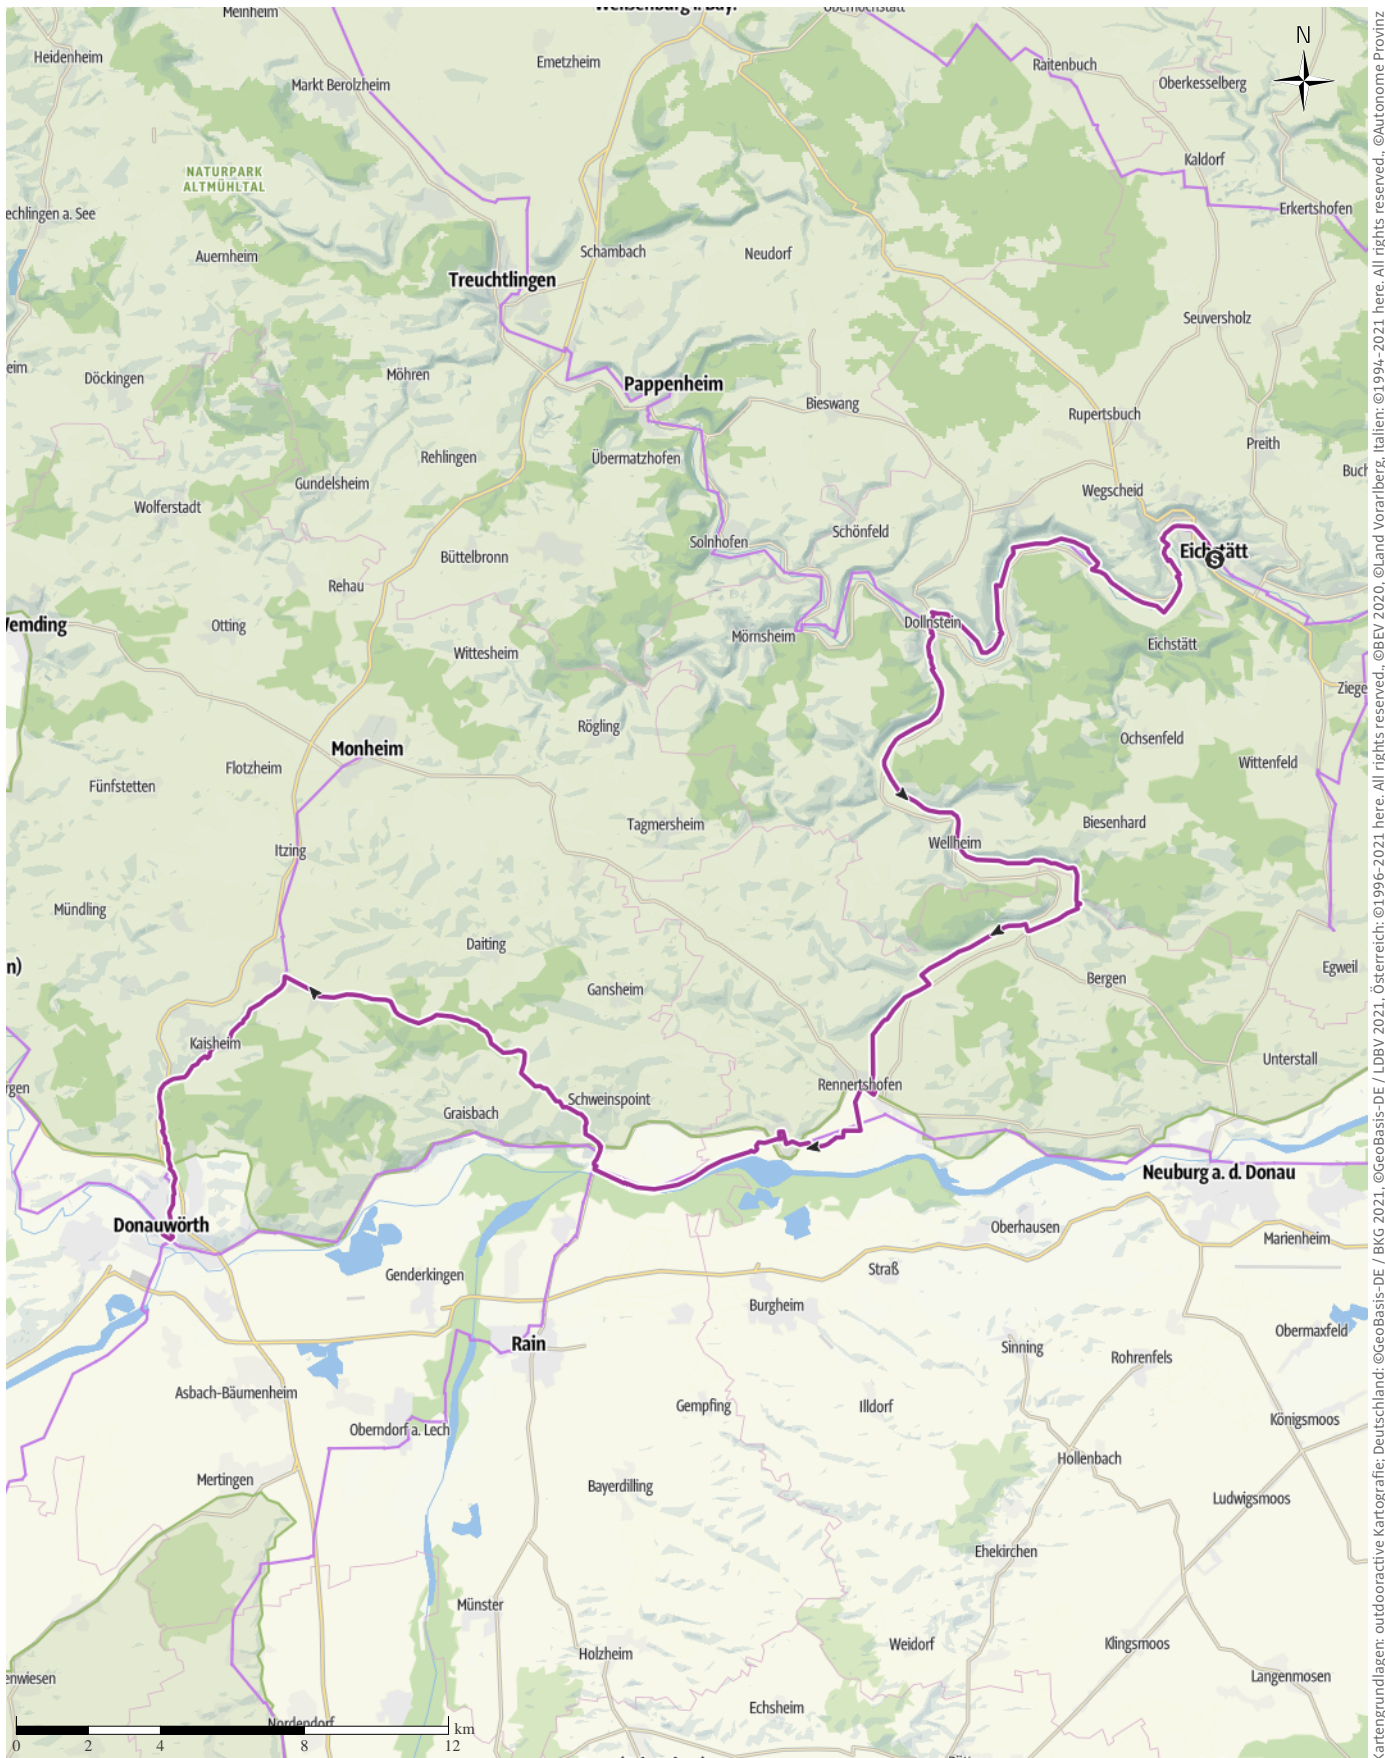 Meinheim
Heidenheim
Emetzheim
Raitenbuch
N
Markt Berolzheim
Oberkesselberg
Kaldorf
NATURPARK
ALTMÜHLTAL
echlingen a. See
Erkertshofen
Auernheim
Schambach
Neudorf
Treuchtlingen
Seuversholz
eim
Döckingen
Möhren
Pappenheim
Bieswang
Rupertsbuch
Preith
Rehlingen
Übermatzhofen
Buch
Gundelsheim
Wegscheid
Wolferstadt
Schönfeld
Solnhofen
Eichstätt
S
Büttelbronn
Rehau
Otting
Dollnstein
Mörnsheim
Eichstätt
Wittesheim
Ziege
Rögling
Ochsenfeld
Monheim
Flotzheim
Wittenfeld
Fünfstetten
Tagmersheim
Biesenhard
Wellheim
Itzing
Mündling
Daiting
n)
Egweil
Bergen
Gansheim
Kaisheim
Unterstall
rgen
Rennertshofen
Schweinspoint
Graisbach
Neuburg a. d. Donau
Donauwörth
Oberhausen
Marienheim
Genderkingen
Straß
Burgheim
Obermaxfeld
Rain
Sinning
Rohrenfels
Asbach-Bäumenheim
Gempfing
Illdorf
Königsmoos
Oberndorf a. Lech
Hollenbach
Mertingen
Bayerdilling
Ludwigsmoos
Ehekirchen
Münster
Weidorf
Klingsmoos
Holzheim
enwiesen
Langenmosen
Echsheim
Nordendorf
km
0 2 4 8 12
artengrundlagen: outdooractive Kartografie; Deutschland: ©GeoBasis-DE / BKG 2021, ©GeoBasis-DE / LDBV 2021, Österreich: ©1996-2021 here. All rights reserved., ©BEV 2020, ©Land Vorarlberg, Italien: ©1994-2021 here. All rights reserved., ©Autonome Provinz